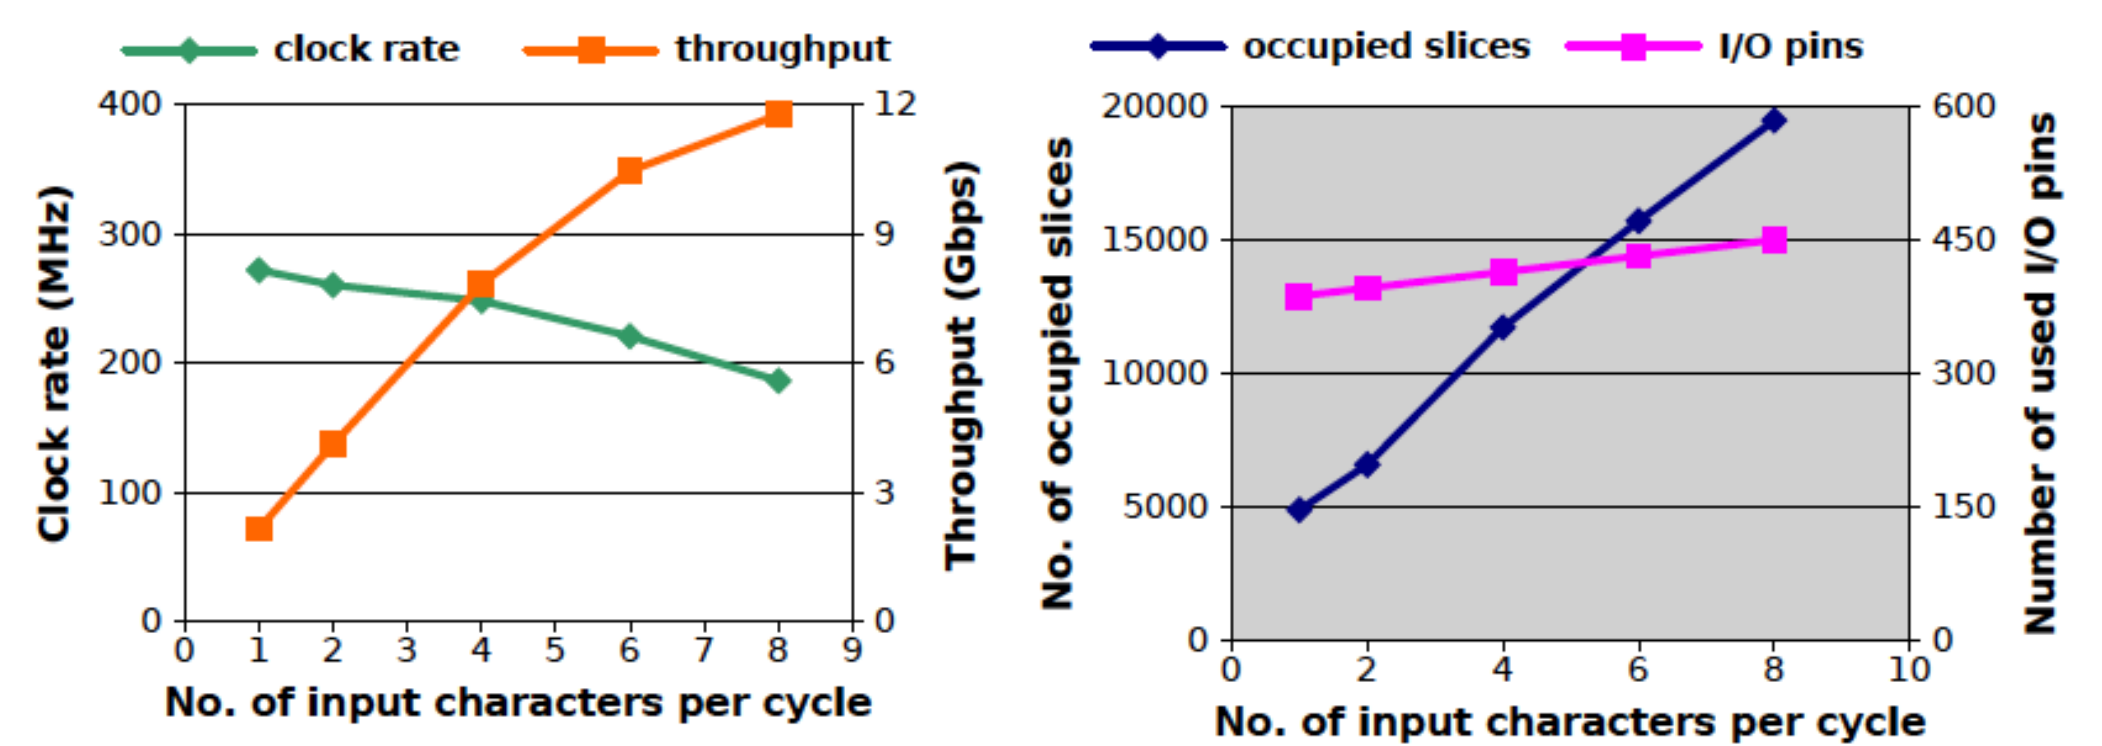 clock rate throughput
400
300
200
100
0
12
9
6
3
0
0 1 2 3 4 5 6 7 8 9
Clock rate (MHz)
Throughput (Gbps)
No. of input characters per cycle
occupied slices I/O pins
20000
15000
10000
5000
0
600
450
300
150
0
0 2 4 6 8 10
No. of occupied slices
Number of used I/O pins
No. of input characters per cycle